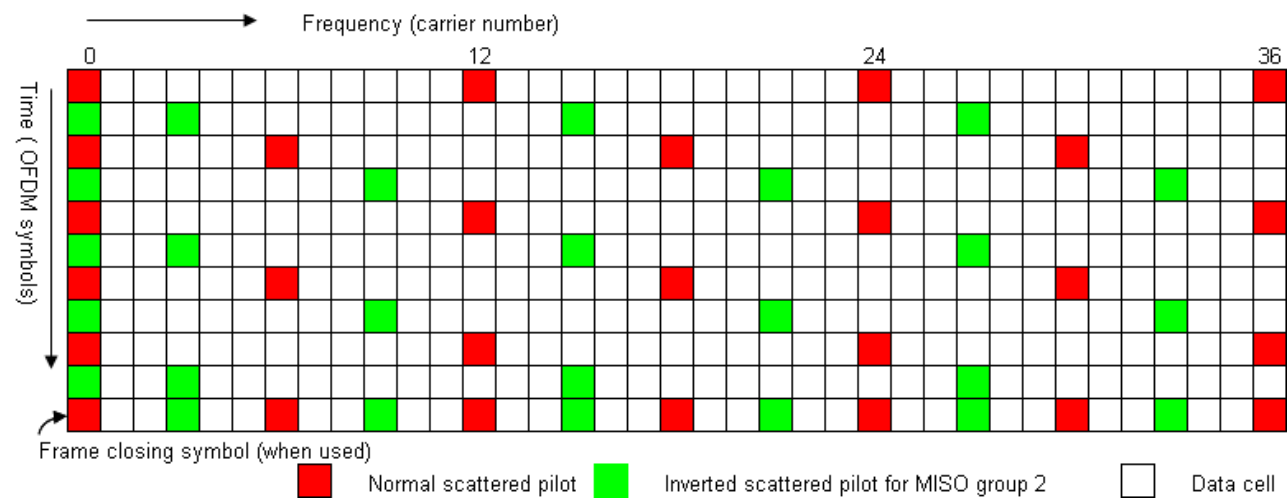 Frequency (carrier number)
0 12 24 36
Time ( OFDM symbols)
Frame closing symbol (when used)
Normal scattered pilot Inverted scattered pilot for MISO group 2 Data cell